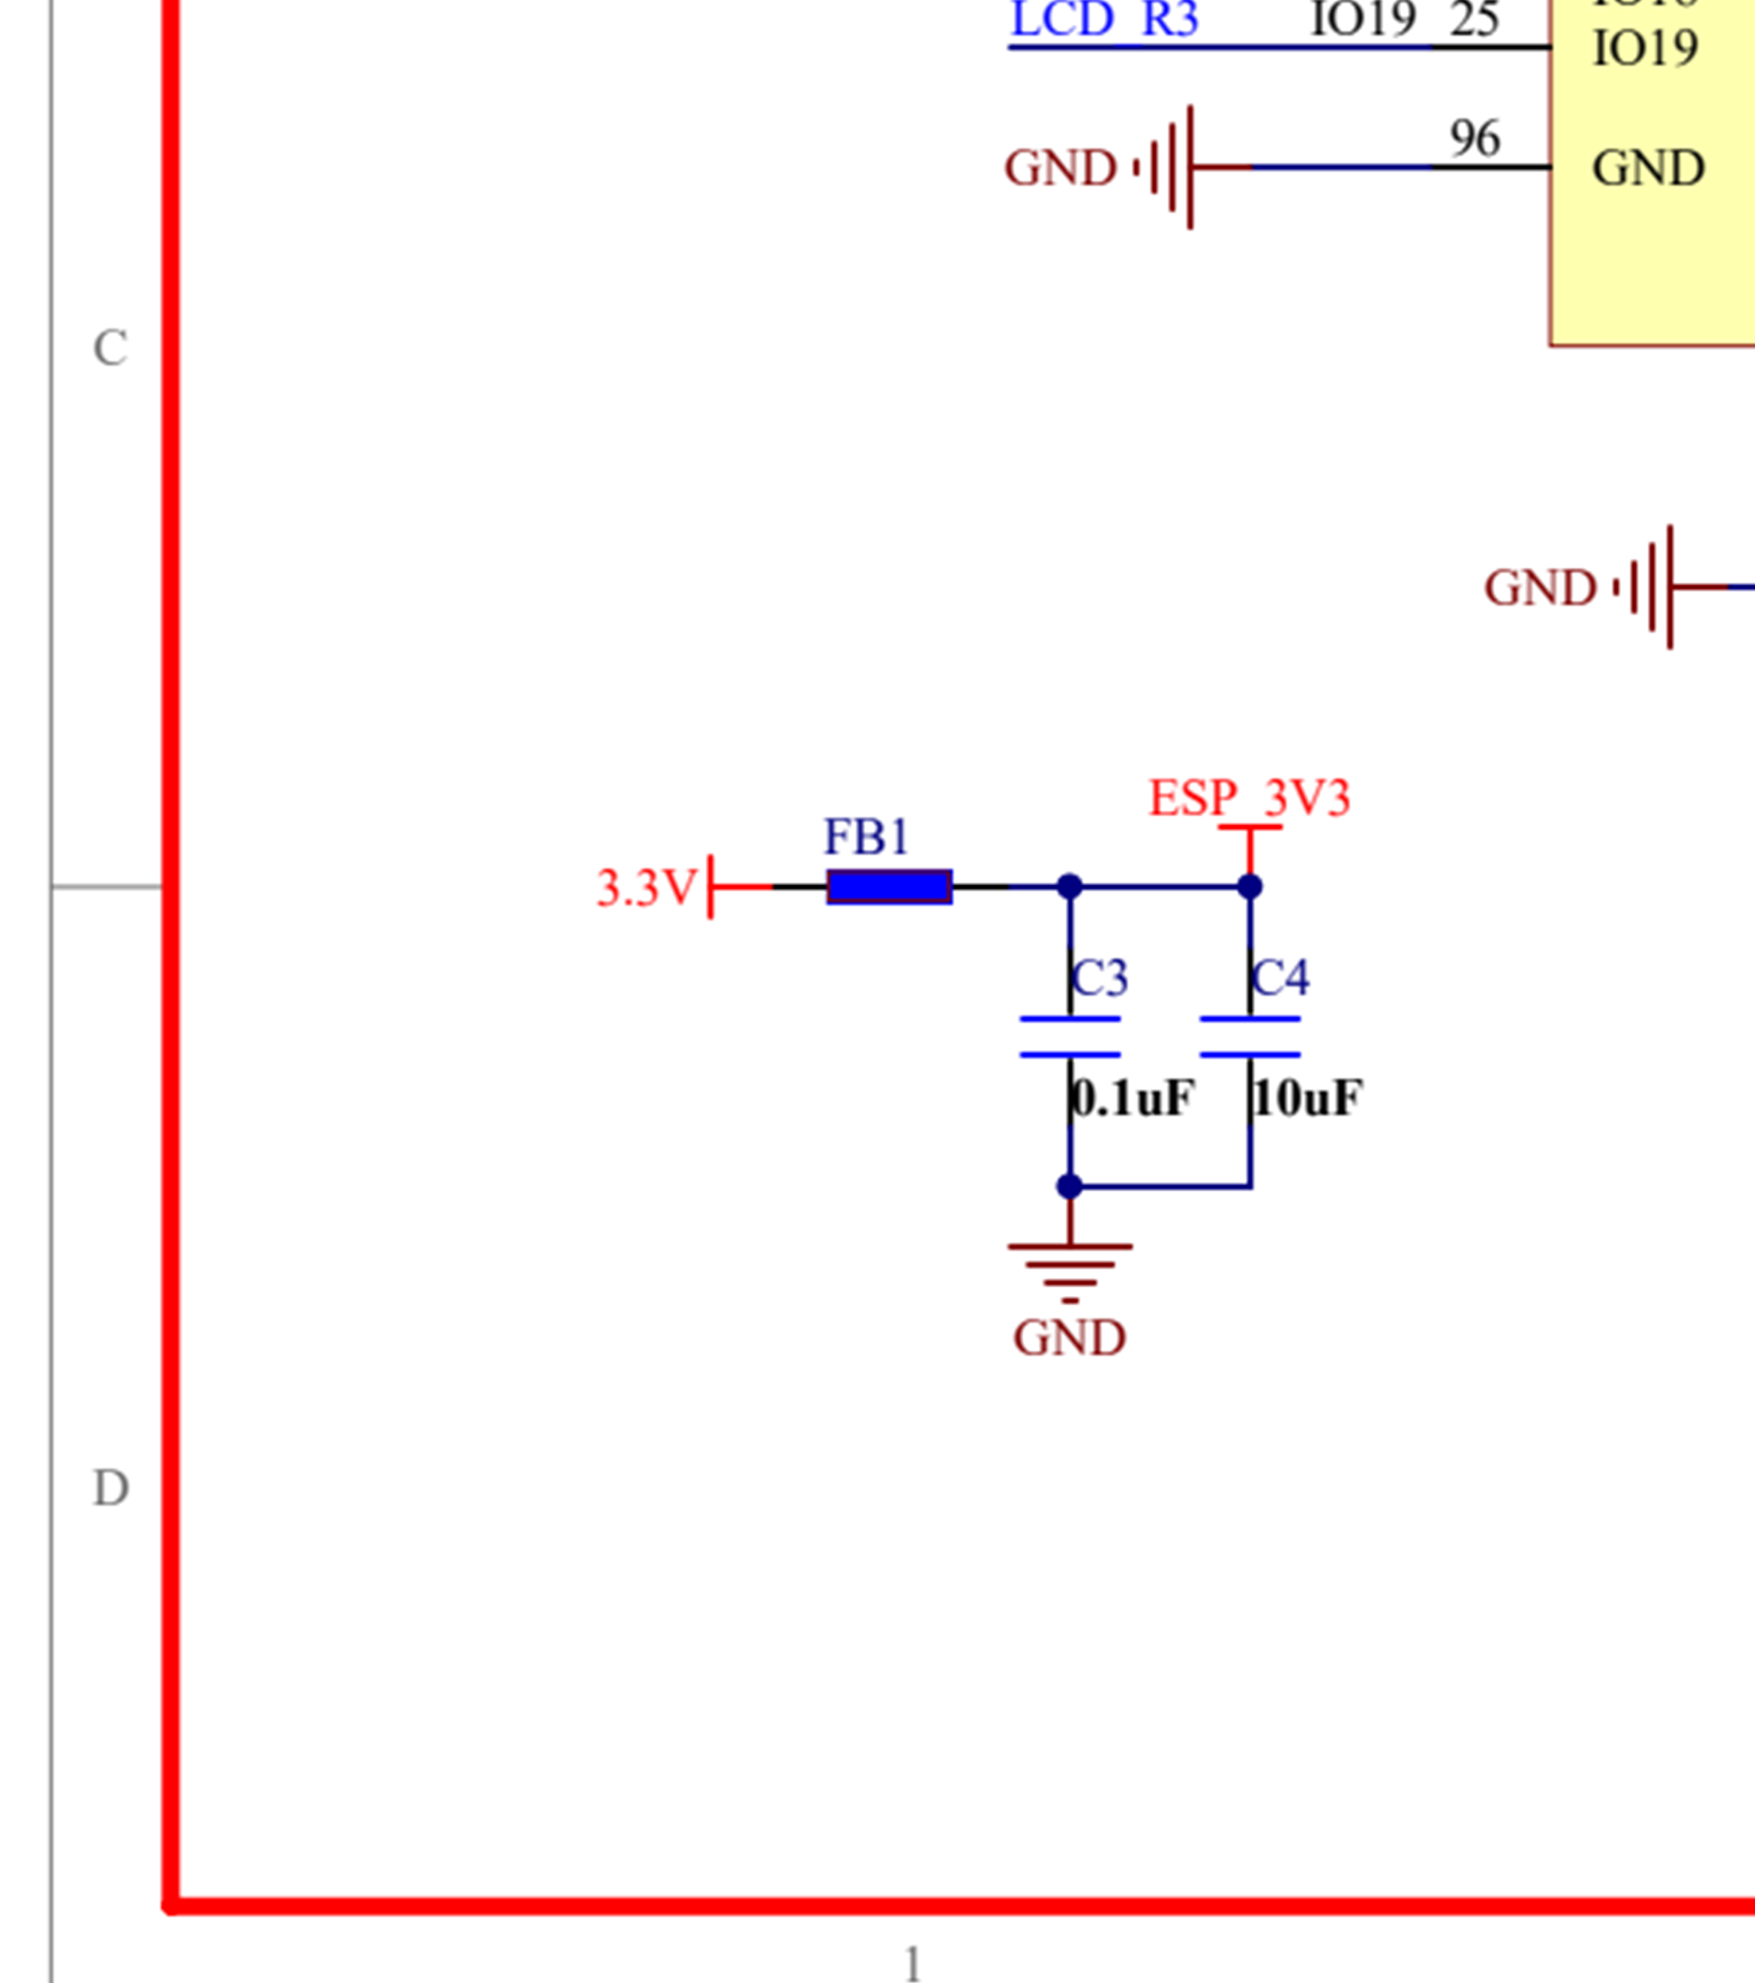 LCD_R3 IO19 25
IO19
96
GND GND
C
GND
ESP_3V3
FB1
3.3V
C3 C4
0.1uF 10uF
GND
D
1